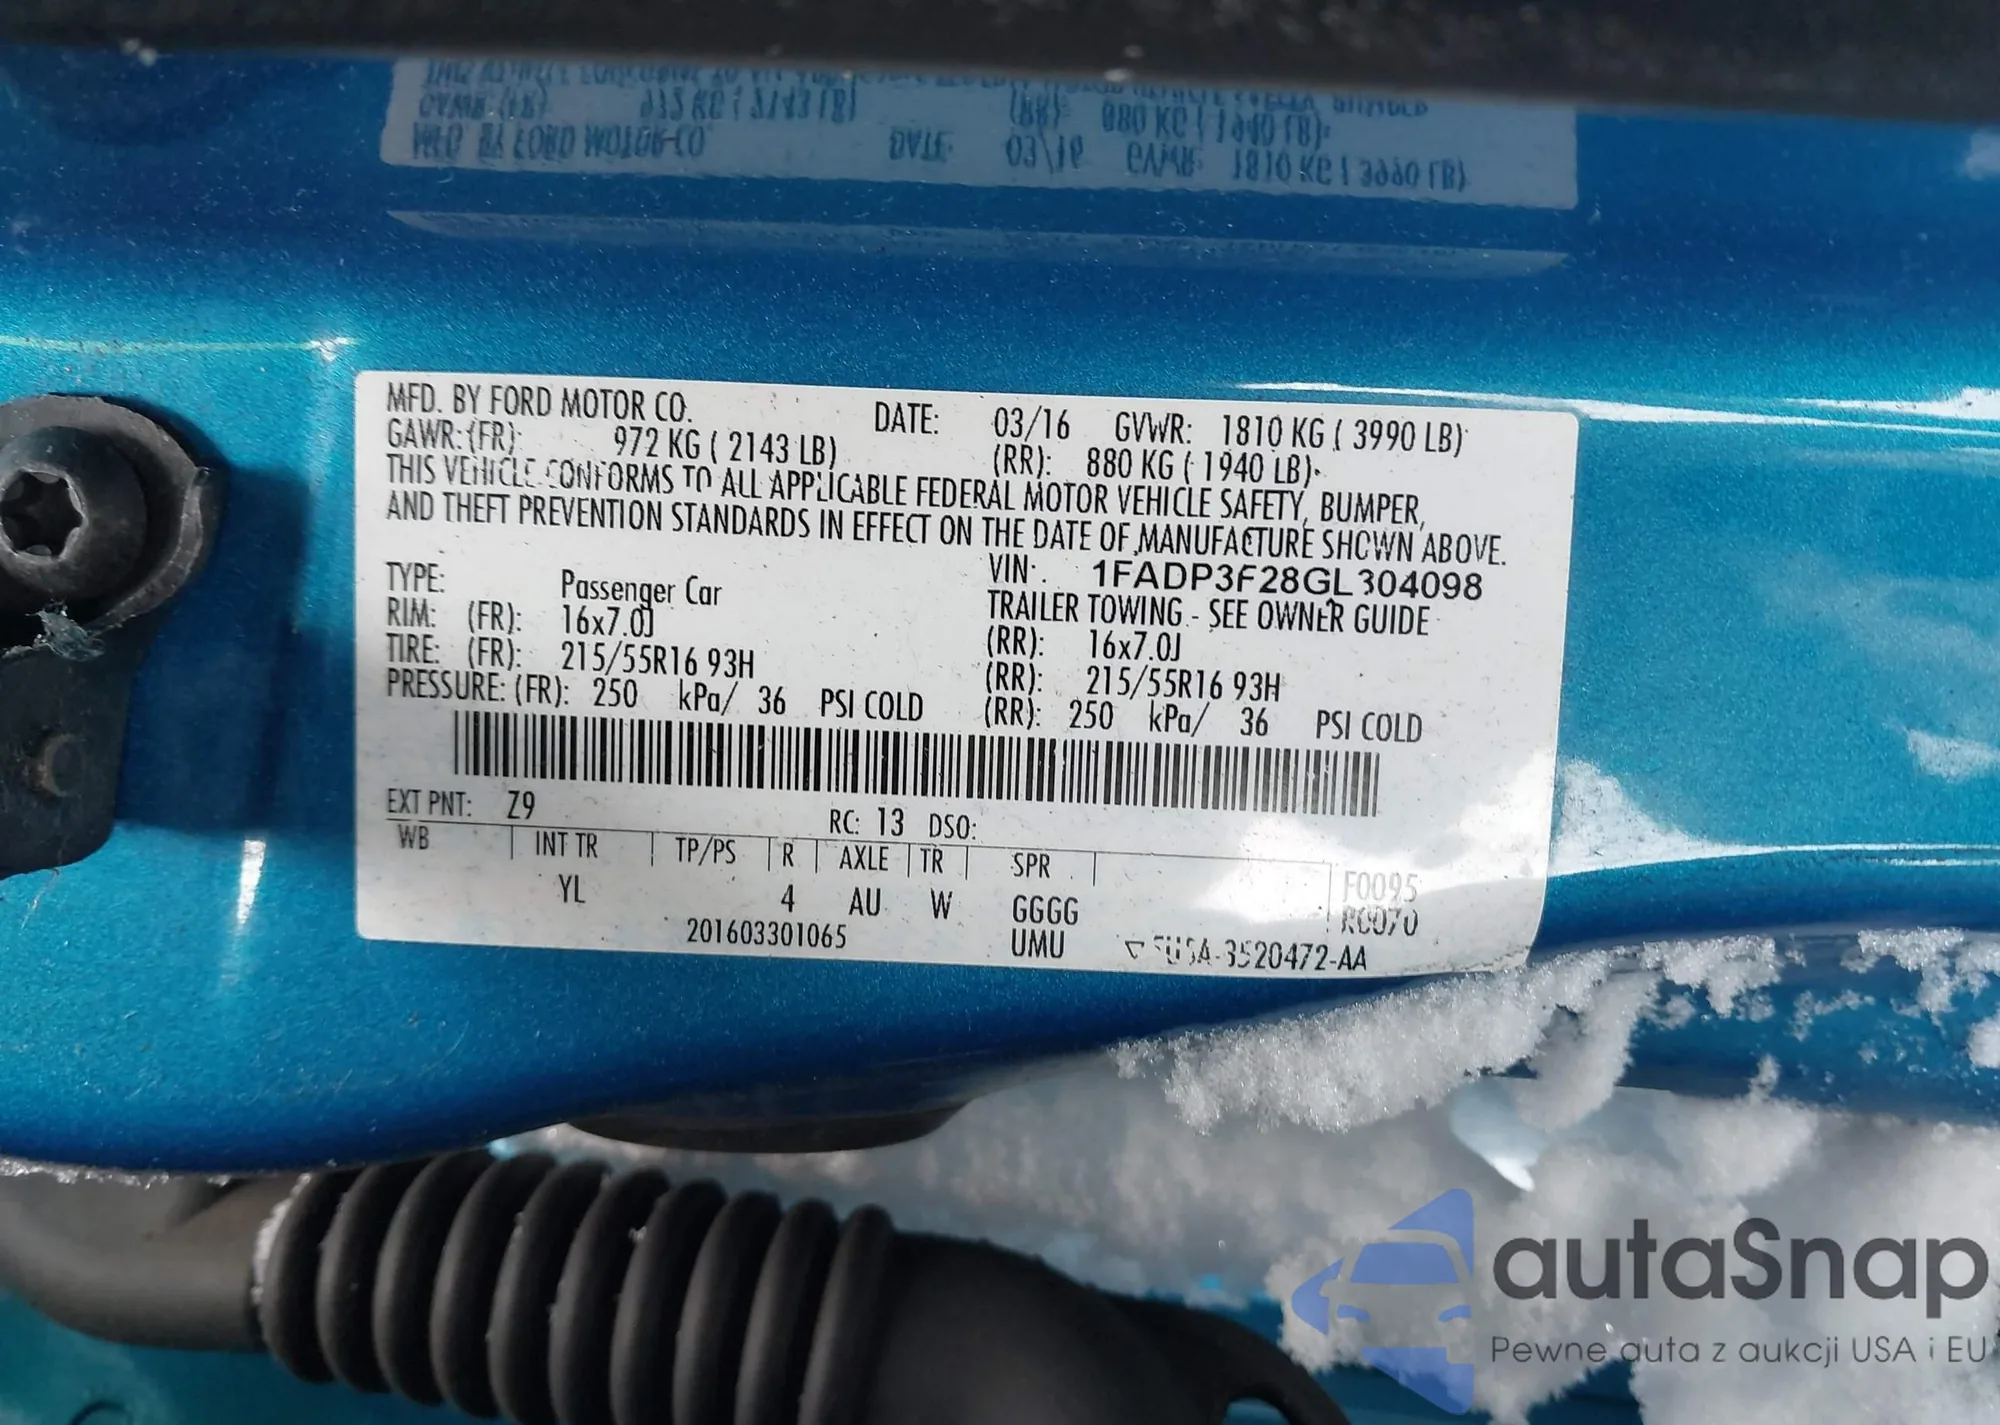 MFD. BY FORD MOTOR CO. DATE: 03/16 GVWR: 1810 KG ( 3990 LB)
GAWR: (FR): 972 KG ( 2143 LB) (RR): 880 KG ( 1940 LB)
THIS VEHICLE CONFORMS TO ALL APPLICABLE FEDERAL MOTOR VEHICLE SAFETY, BUMPER,
AND THEFT PREVENTION STANDARDS IN EFFECT ON THE DATE OF MANUFACTURE SHOWN ABOVE.
VIN: 1FADP3F28GL304098
TYPE: Passenger Car TRAILER TOWING - SEE OWNER GUIDE
RIM: (FR): 16x7.0J (RR): 16x7.0J
TIRE: (FR): 215/55R16 93H (RR): 215/55R16 93H
PRESSURE: (FR): 250 kPa/ 36 PSI COLD (RR): 250 kPa/ 36 PSI COLD
EXT PNT: Z9 RC: 13 DSO:
WB INT TR TP/PS R AXLE TR SPR F0095
YL 4 AU W GGGG R0070
201603301065 UMU
autaSnap
Pewne auta z aukcji USA i EU